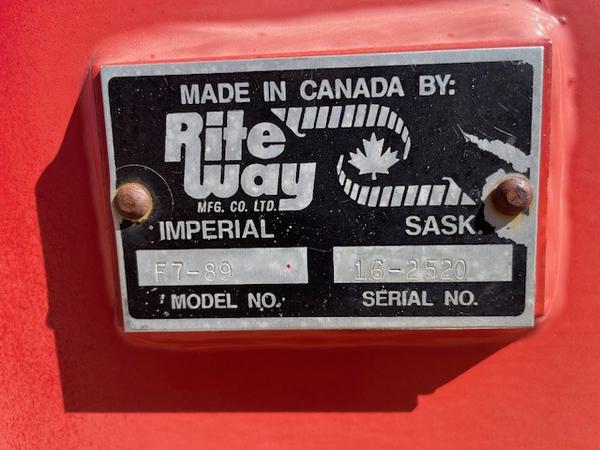 MADE IN CANADA BY:
Rite
Way
MFG. CO. LTD.
IMPERIAL SASK.
F7-89 16-2520
MODEL NO. SERIAL NO.